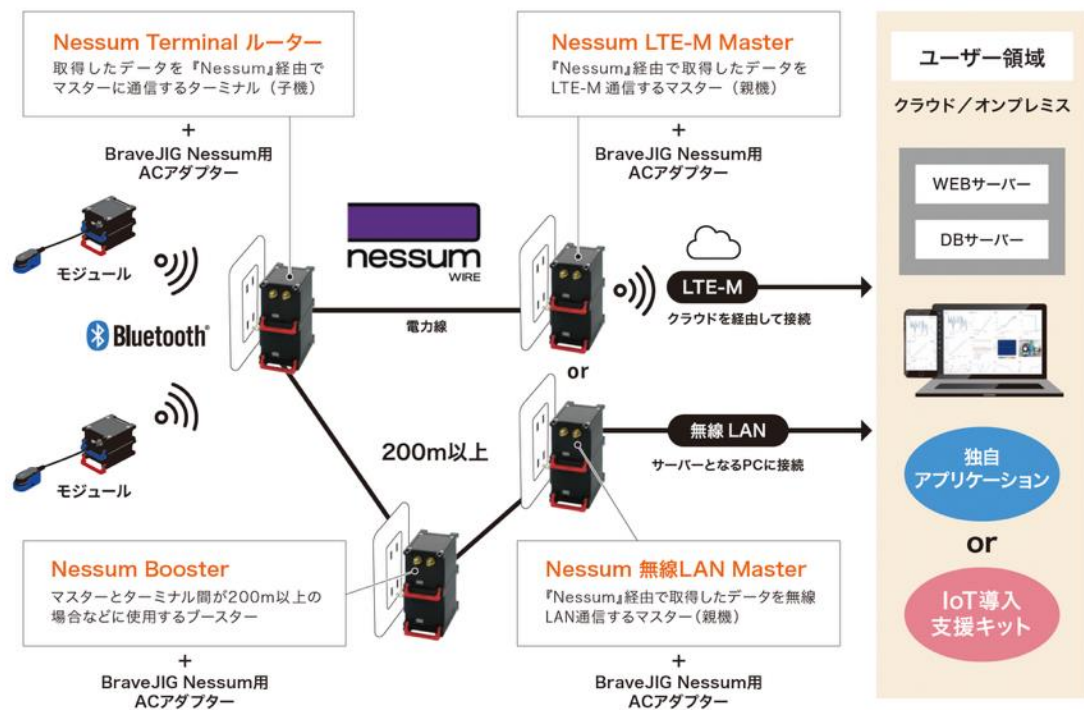 Nessum Terminal ルーター
取得したデータを『Nessum』経由で
マスターに通信するターミナル（子機）
+
BraveJIG Nessum用
ACアダプター
Nessum LTE-M Master
『Nessum』経由で取得したデータを
LTE-M 通信するマスター（親機）
+
BraveJIG Nessum用
ACアダプター
モジュール
Bluetooth®
モジュール
nessum
WIRE
電力線
LTE-M
クラウドを経由して接続
or
200m以上
無線 LAN
サーバーとなるPCに接続
Nessum Booster
マスターとターミナル間が200m以上の
場合などに使用するブースター
+
BraveJIG Nessum用
ACアダプター
Nessum 無線LAN Master
『Nessum』経由で取得したデータを無線
LAN通信するマスター（親機）
+
BraveJIG Nessum用
ACアダプター
ユーザー領域
クラウド／オンプレミス
WEBサーバー
DBサーバー
独自
アプリケーション
or
IoT導入
支援キット